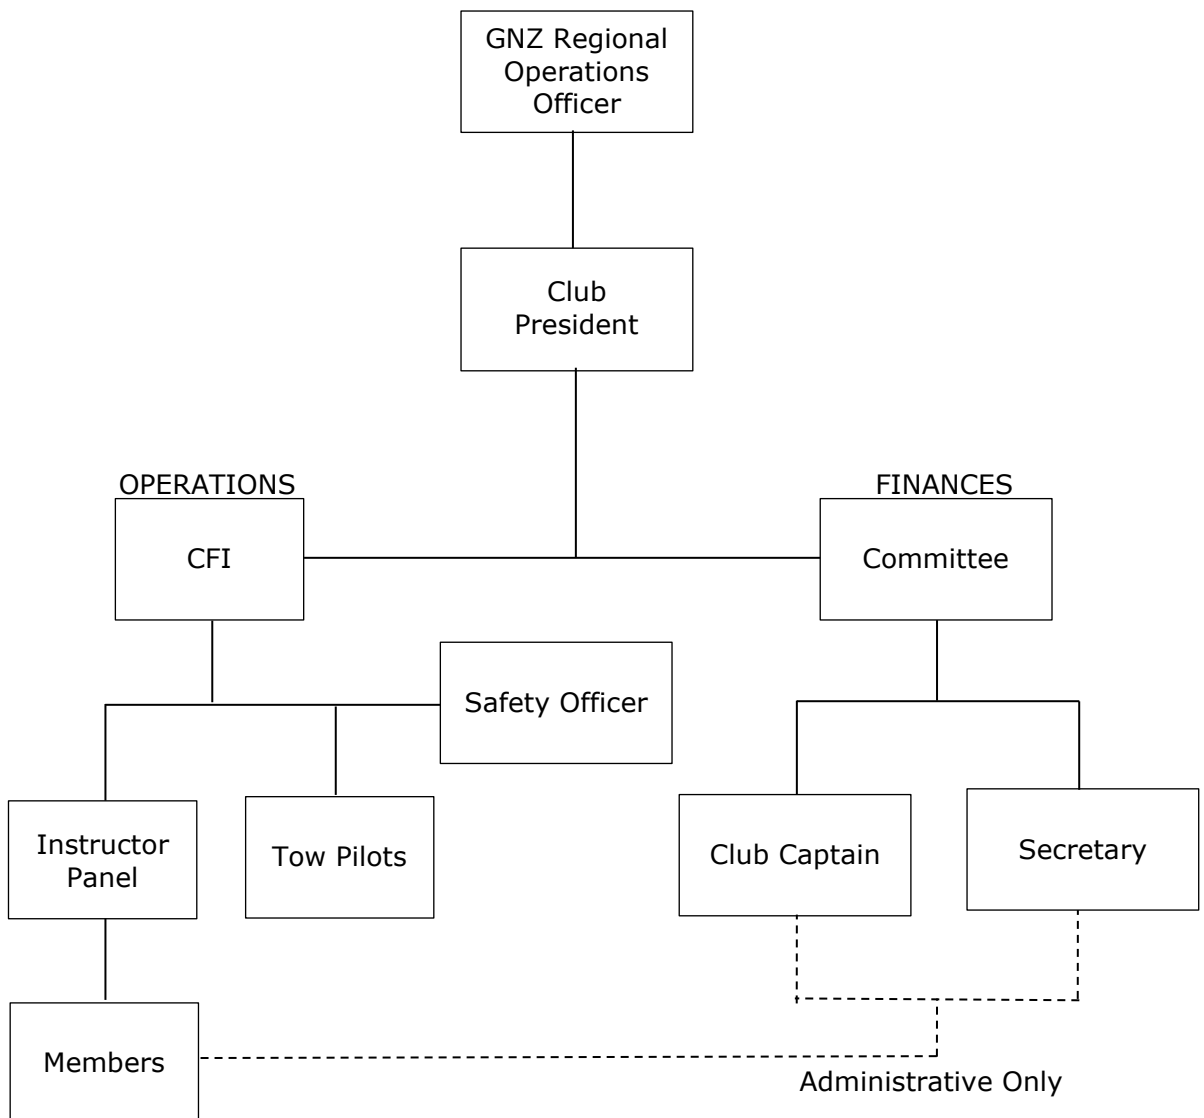 GNZ Regional
Operations
Officer
Club
President
OPERATIONS
FINANCES
CFI
Committee
Safety Officer
Instructor
Panel
Tow Pilots
Club Captain
Secretary
Members
Administrative Only